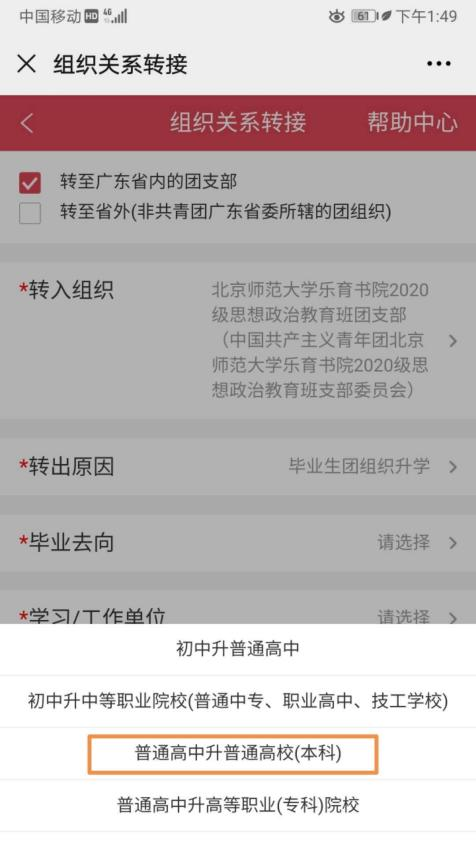 中国移动 HD 4G 61 下午1:49
组织关系转接
组织关系转接 帮助中心
转至广东省内的团支部
转至省外(非共青团广东省委所辖的团组织)
*转入组织 北京师范大学乐育书院2020
级思想政治教育班团支部
（中国共产主义青年团北京
师范大学乐育书院2020级思
想政治教育班支部委员会）
*转出原因 毕业生团组织升学
*毕业去向 请选择
*学习/工作单位 请选择
初中升普通高中
初中升中等职业院校(普通中专、职业高中、技工学校)
普通高中升普通高校(本科)
普通高中升高等职业(专科)院校